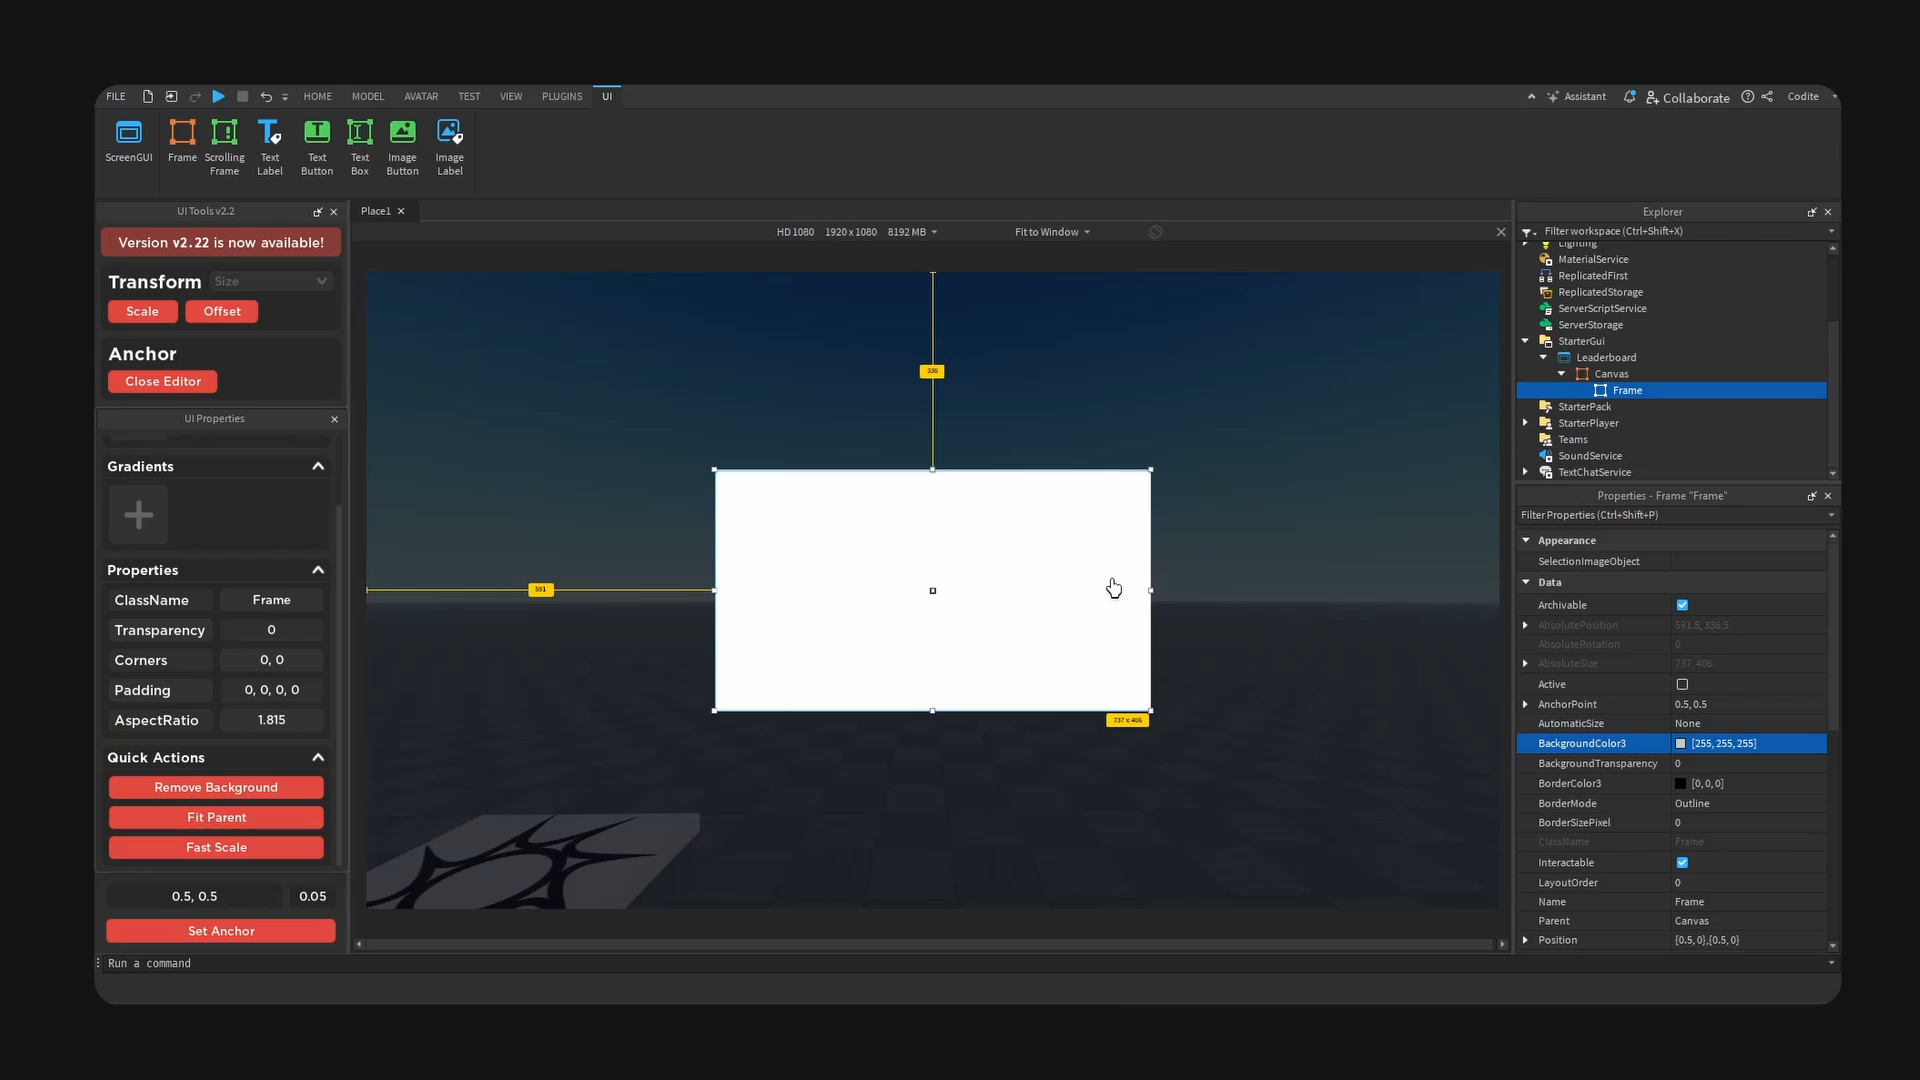 FILE HOME MODEL AVATAR TEST VIEW PLUGINS UI Assistant Collaborate Codite
ScreenGUI Frame Scrolling Frame Text Label Text Button Text Box Image Button Image Label
UI Tools v2.2
Version v2.22 is now available!
Transform Size
Scale Offset
Anchor
Close Editor
UI Properties
Gradients
Properties
ClassName Frame
Transparency 0
Corners 0, 0
Padding 0, 0, 0, 0
AspectRatio 1.815
Quick Actions
Remove Background
Fit Parent
Fast Scale
0.5, 0.5 0.05
Set Anchor
Run a command
Place1
HD 1080 1920 x 1080 8192 MB Fit to Window
336
591
737 x 406
Explorer
Filter workspace (Ctrl+Shift+X)
Lighting
MaterialService
ReplicatedFirst
ReplicatedStorage
ServerScriptService
ServerStorage
StarterGui
Leaderboard
Canvas
Frame
StarterPack
StarterPlayer
Teams
SoundService
TextChatService
Properties - Frame "Frame"
Filter Properties (Ctrl+Shift+P)
Appearance
SelectionImageObject
Data
Archivable
AbsolutePosition 591.5, 336.5
AbsoluteRotation 0
AbsoluteSize 737, 406
Active
AnchorPoint 0.5, 0.5
AutomaticSize None
BackgroundColor3 [255, 255, 255]
BackgroundTransparency 0
BorderColor3 [0, 0, 0]
BorderMode Outline
BorderSizePixel 0
ClassName Frame
Interactable
LayoutOrder 0
Name Frame
Parent Canvas
Position {0.5, 0},{0.5, 0}